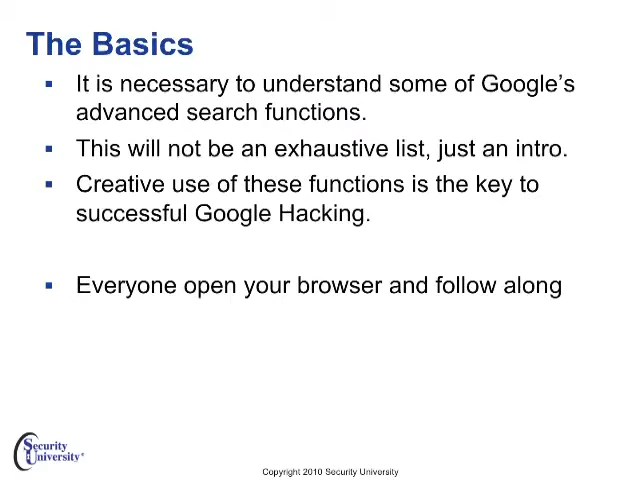 The Basics
It is necessary to understand some of Google’s
advanced search functions.
This will not be an exhaustive list, just an intro.
Creative use of these functions is the key to
successful Google Hacking.
Everyone open your browser and follow along
Security
University
Copyright 2010 Security University